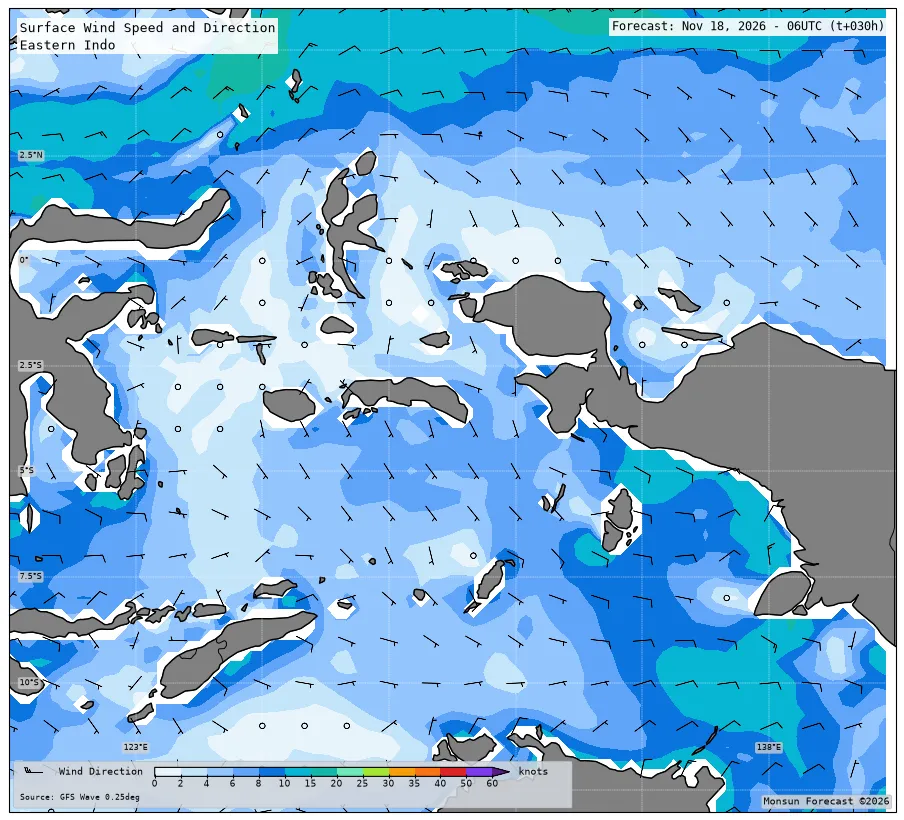 Surface Wind Speed and Direction
Eastern Indo
Forecast: Nov 18, 2026 - 06UTC (t+030h)
2.5°N
0°
2.5°S
5°S
7.5°S
10°S
123°E
138°E
Wind Direction
0 2 4 6 8 10 15 20 25 30 35 40 50 60
knots
Source: GFS Wave 0.25deg
Monsun Forecast ©2026